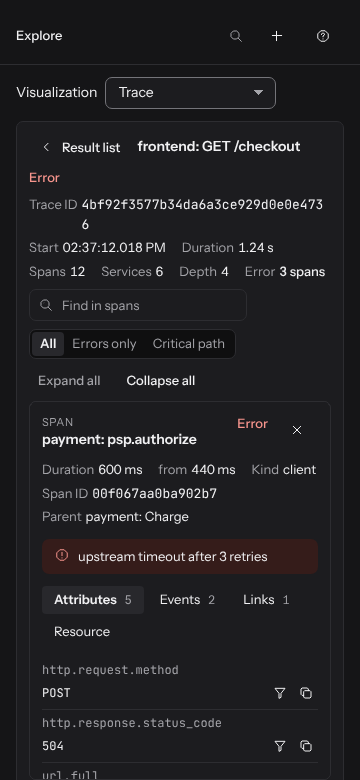 Explore
Visualization Trace
Result list frontend: GET /checkout
Error
Trace ID 4bf92f3577b34da6a3ce929d0e0e473
6
Start 02:37:12.018 PM Duration 1.24 s
Spans 12 Services 6 Depth 4 Error 3 spans
Find in spans
All Errors only Critical path
Expand all Collapse all
SPAN
Error
payment: psp.authorize
Duration 600 ms from 440 ms Kind client
Span ID 00f067aa0ba902b7
Parent payment: Charge
upstream timeout after 3 retries
Attributes 5 Events 2 Links 1
Resource
http.request.method
POST
http.response.status_code
504
url.full